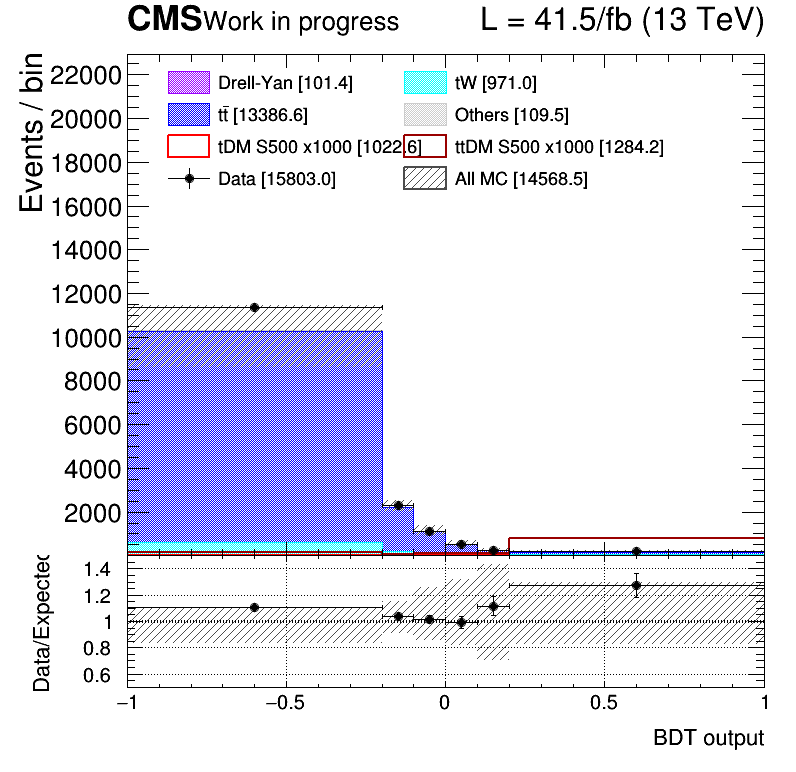 CMS Work in progress L = 41.5/fb (13 TeV)
Events / bin
22000
20000
18000
16000
14000
12000
10000
8000
6000
4000
2000
Drell-Yan [101.4] tW [971.0]
tt̄ [13386.6] Others [109.5]
tDM S500 x1000 [1022.6] ttDM S500 x1000 [1284.2]
Data [15803.0] All MC [14568.5]
Data/Expected
1.4
1.2
1
0.8
0.6
−1 −0.5 0 0.5 1
BDT output